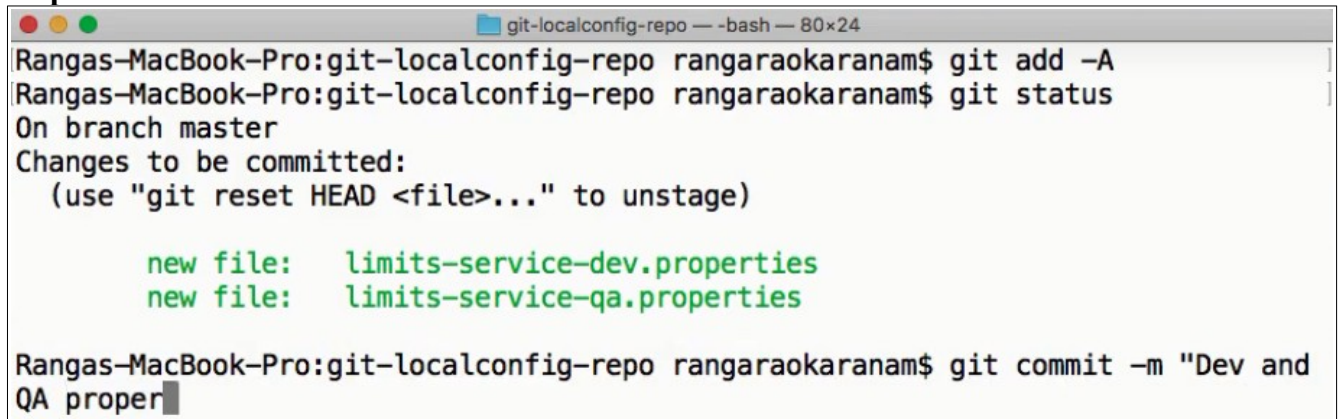 git-localconfig-repo — -bash — 80×24
Rangas-MacBook-Pro:git-localconfig-repo rangaraokaranam$ git add -A
Rangas-MacBook-Pro:git-localconfig-repo rangaraokaranam$ git status
On branch master
Changes to be committed:
  (use "git reset HEAD <file>..." to unstage)
        new file:   limits-service-dev.properties
        new file:   limits-service-qa.properties
Rangas-MacBook-Pro:git-localconfig-repo rangaraokaranam$ git commit -m "Dev and
QA proper